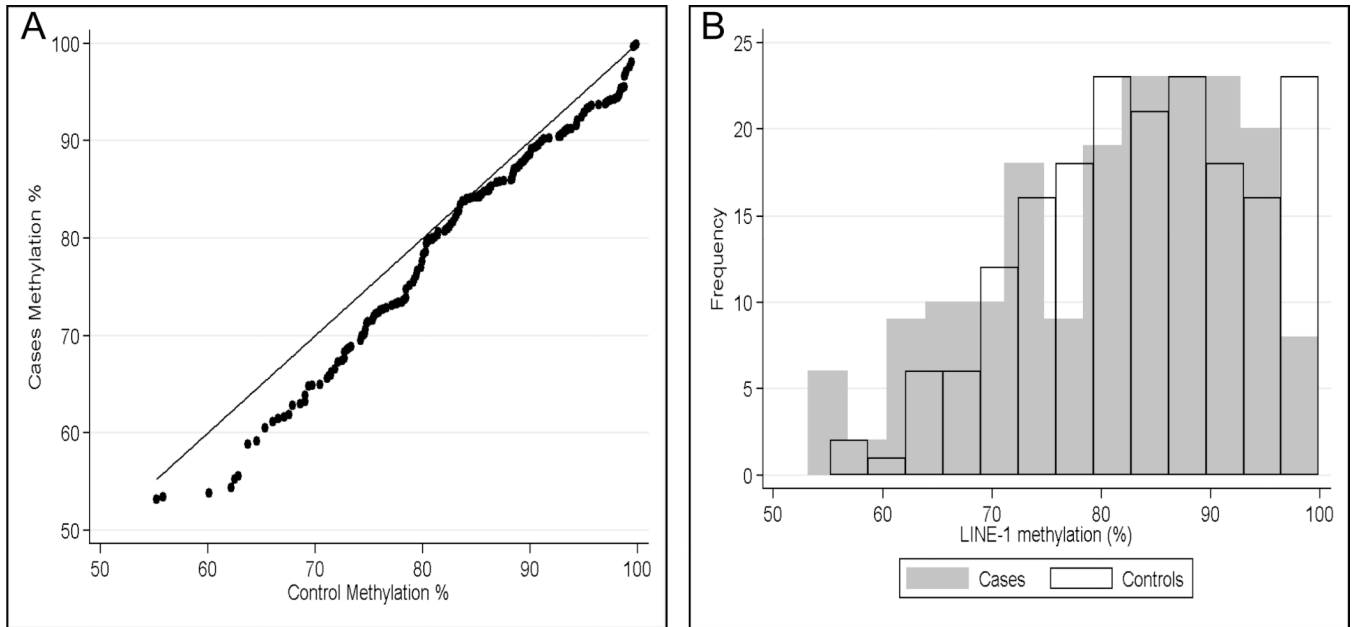 A
100
90
80
70
60
50
Cases Methylation %
50 60 70 80 90 100
Control Methylation %
B
25
20
15
10
5
0
Frequency
50 60 70 80 90 100
LINE-1 methylation (%)
Cases Controls